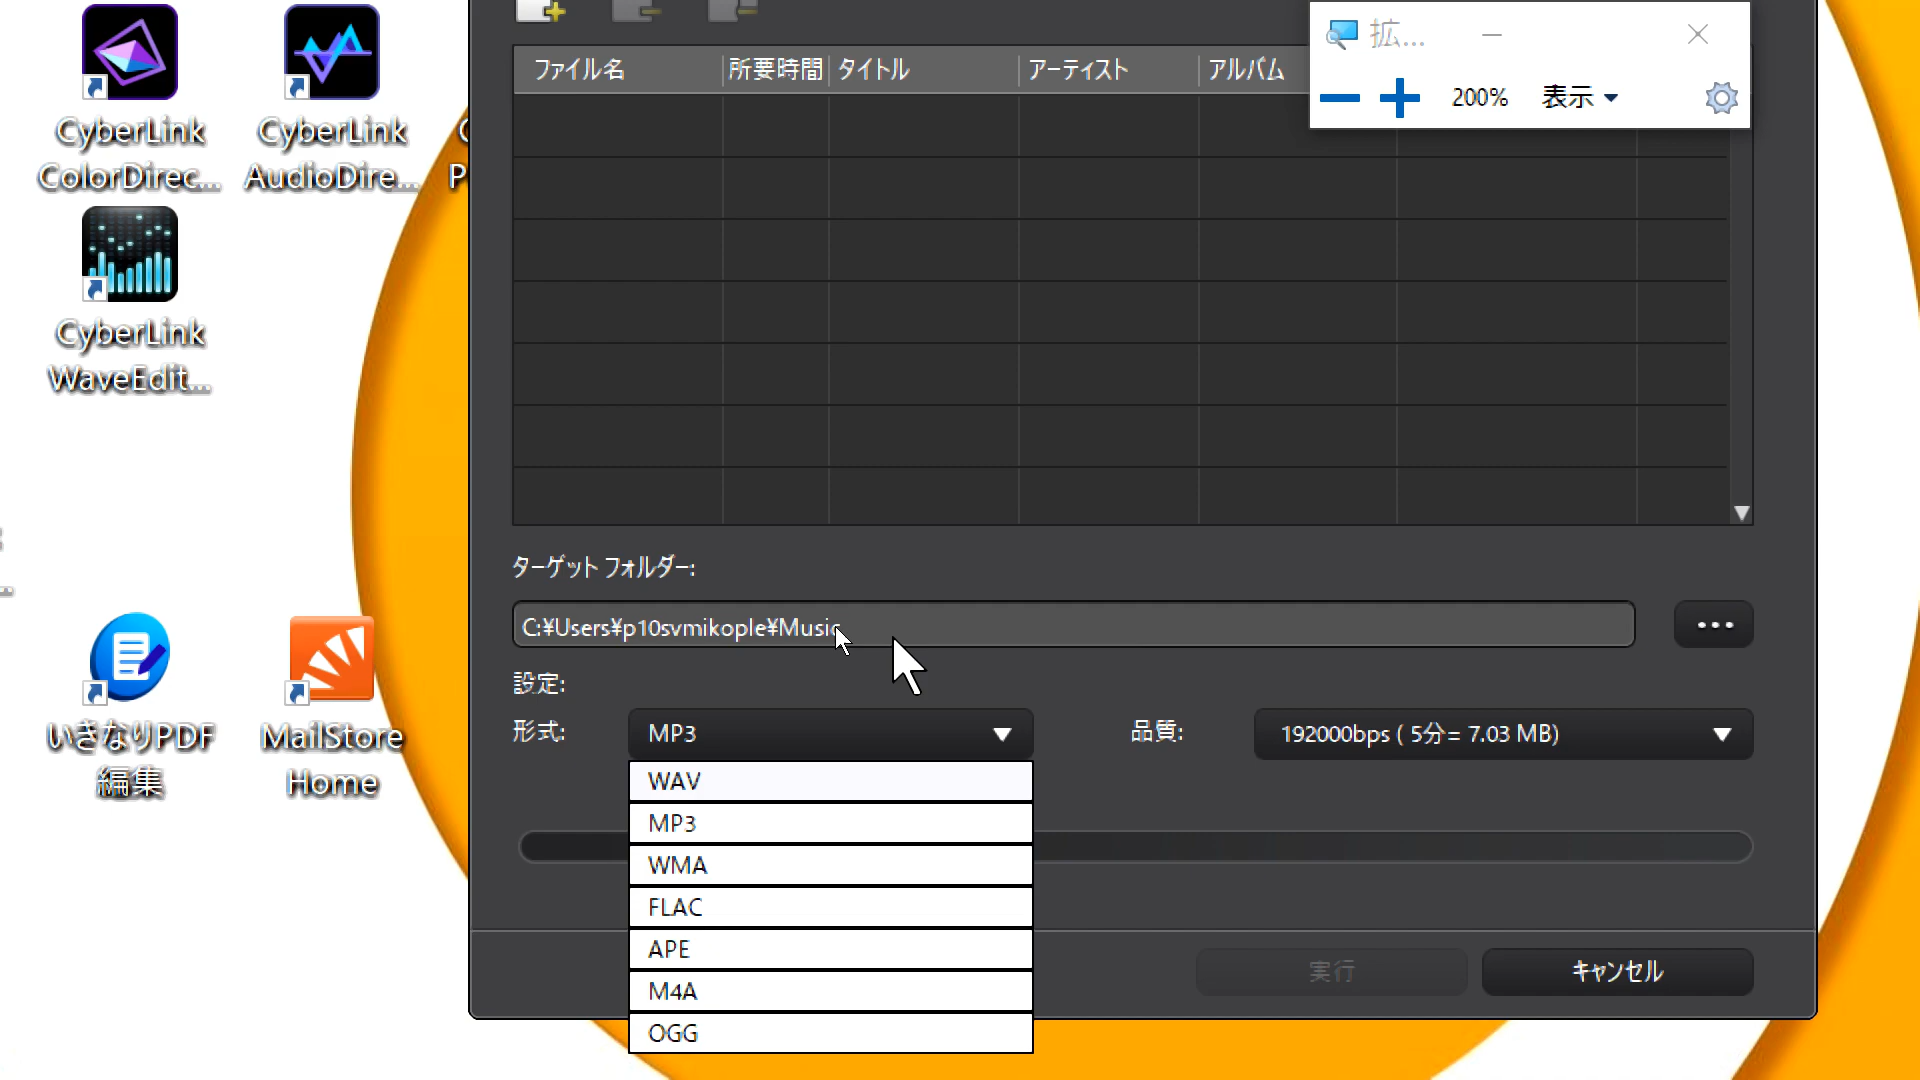 CyberLink
ColorDirec...
CyberLink
AudioDire...
CyberLink
WaveEdit...
いきなりPDF
編集
MailStore
Home
拡...
200%
表示
ファイル名
所要時間
タイトル
アーティスト
アルバム
ターゲット フォルダー:
C:¥Users¥p10svmikople¥Music
設定:
形式:
MP3
品質:
192000bps ( 5分= 7.03 MB)
WAV
MP3
WMA
FLAC
APE
M4A
OGG
実行
キャンセル